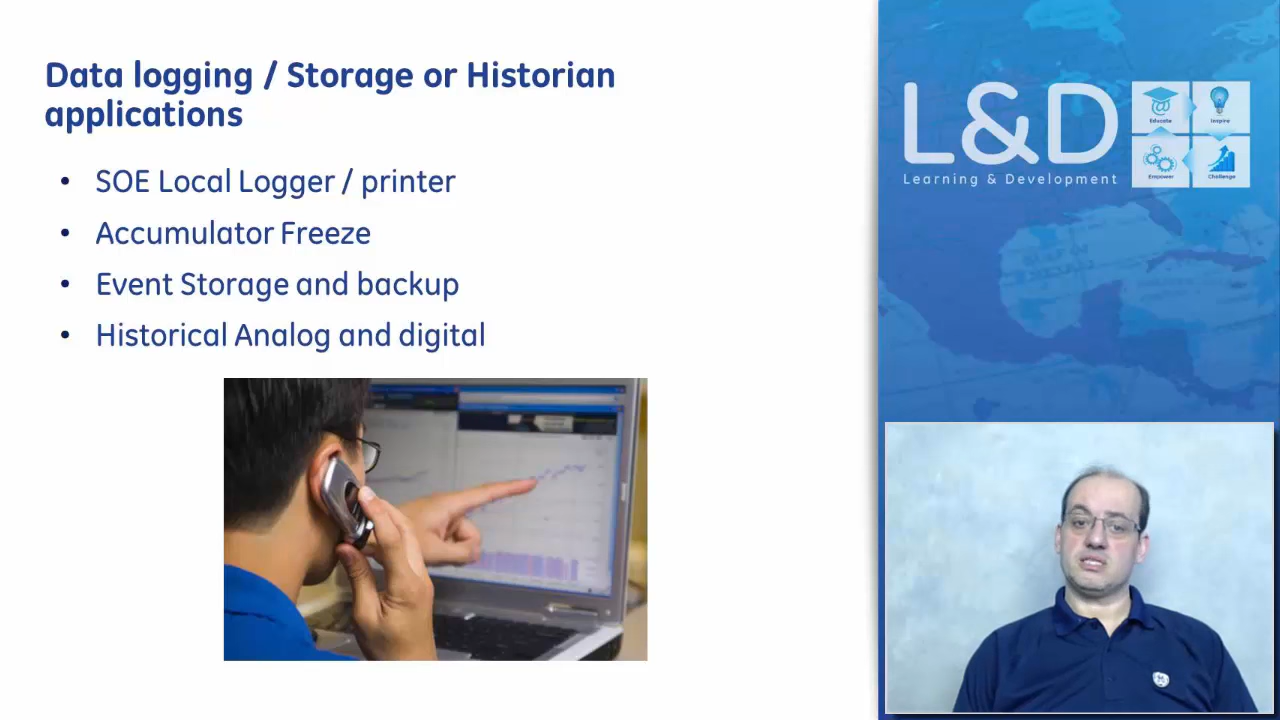 Data logging / Storage or Historian
applications
• SOE Local Logger / printer
• Accumulator Freeze
• Event Storage and backup
• Historical Analog and digital
L&D
Learning & Development
Educate
Inspire
Empower
Challenge